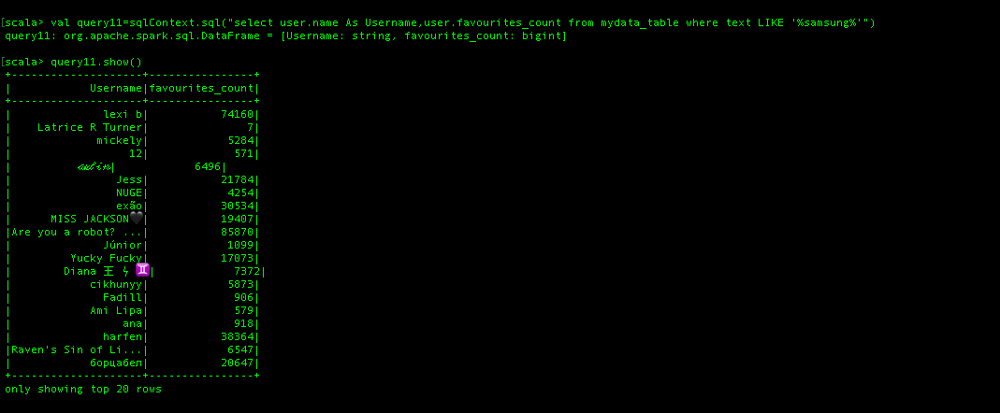 [scala> val query11=sqlContext.sql("select user.name As Username,user.favourites_count from mydata_table where text LIKE '%samsung%'")
query11: org.apache.spark.sql.DataFrame = [Username: string, favourites_count: bigint]
[scala> query11.show()
+--------------------+----------------+
|            Username|favourites_count|
+--------------------+----------------+
|              lexi b|           74160|
|    Latrice R Turner|               7|
|             mickely|            5284|
|                  12|             571|
|          𝓪𝓮𝓵𝓲𝓷|            6496|
|                Jess|           21784|
|                NUGE|            4254|
|                exão|           30534|
|      MISS JACKSON🖤|           19407|
|Are you a robot? ...|           85870|
|              Júnior|            1099|
|         Yucky Fucky|           17073|
|        Diana 王 ㄣ ♊|            7372|
|            cikhunyy|            5873|
|              Fadill|             906|
|            Ami Lipa|             579|
|                 ana|             918|
|              harfen|           38364|
|Raven's Sin of Li...|            6547|
|            борцабел|           20647|
+--------------------+----------------+
only showing top 20 rows